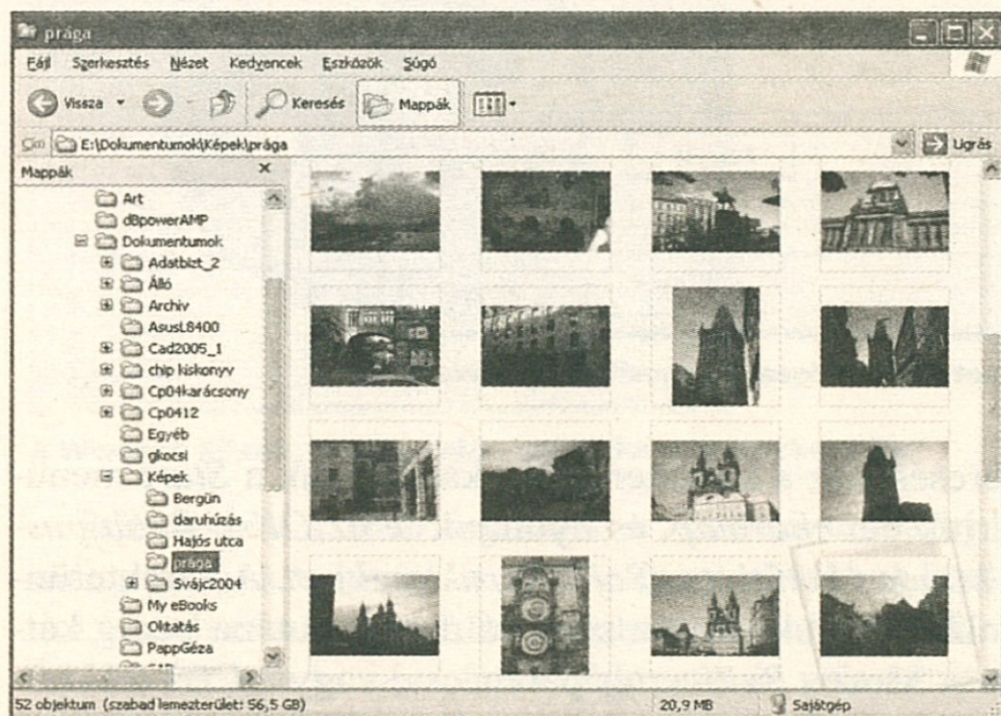 prága
Fájl Szerkesztés Nézet Kedvencek Eszközök Súgó
Vissza Keresés Mappák
Cím E:\Dokumentumok\Képek\prága Ugrás
Mappák
Art
dBpowerAMP
Dokumentumok
Adatbizt_2
Álló
Archiv
AsusL8400
Cad2005_1
chip kiskonyv
Cp04karácsony
Cp0412
Egyéb
gkocsi
Képek
Bergün
daruhúzás
Hajós utca
prága
Svájc2004
My eBooks
Oktatás
PappGéza
52 objektum (szabad lemezterület: 56,5 GB) 20,9 MB Sajátgép